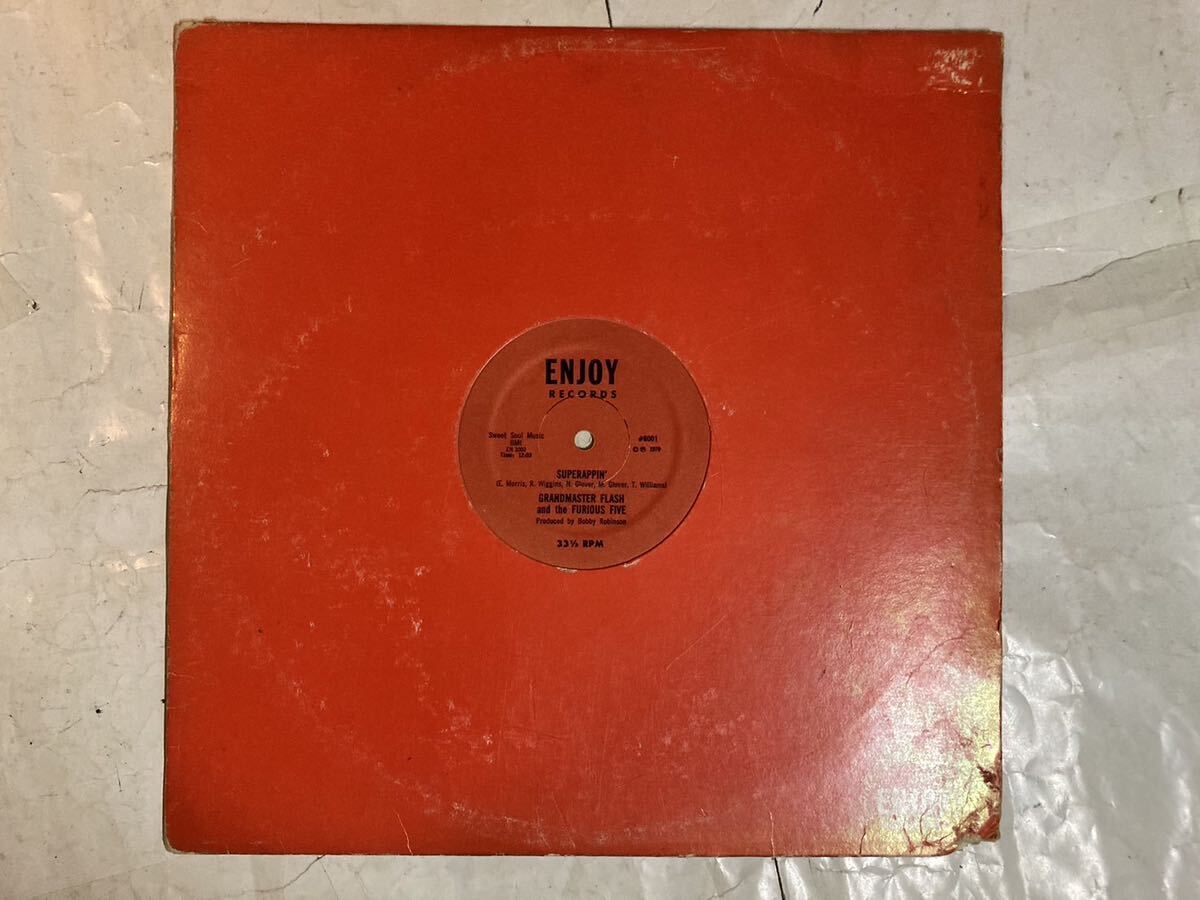 ENJOY
RECORDS
Sweet Soul Music
BMI
Time: 12:03
#6001
© ℗ 1979
SUPERAPPIN'
(E. Morris, R. Wiggins, N. Glover, M. Glover, T. Williams)
GRANDMASTER FLASH
and the FURIOUS FIVE
Produced by Bobby Robinson
33⅓ RPM